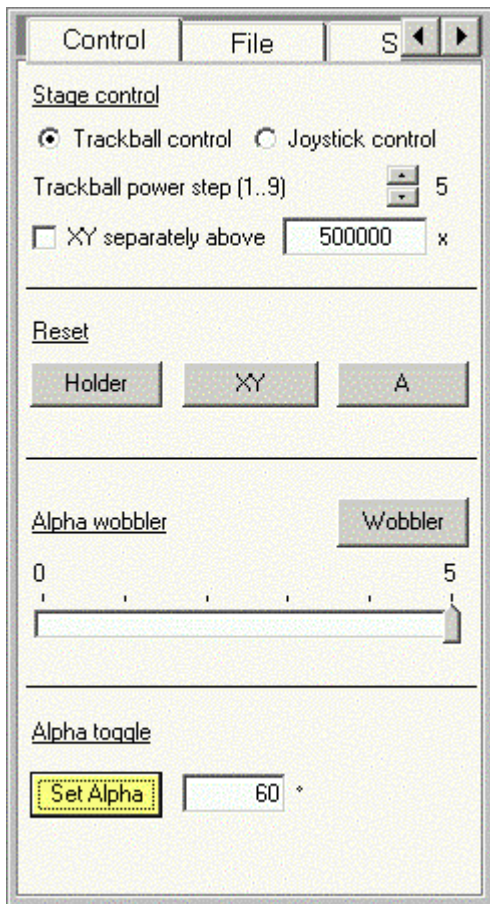 Control File S
Stage control
Trackball control Joystick control
Trackball power step (1..9) 5
XY separately above 500000 x
Reset
Holder XY A
Alpha wobbler Wobbler
0 5
Alpha toggle
Set Alpha 60 °